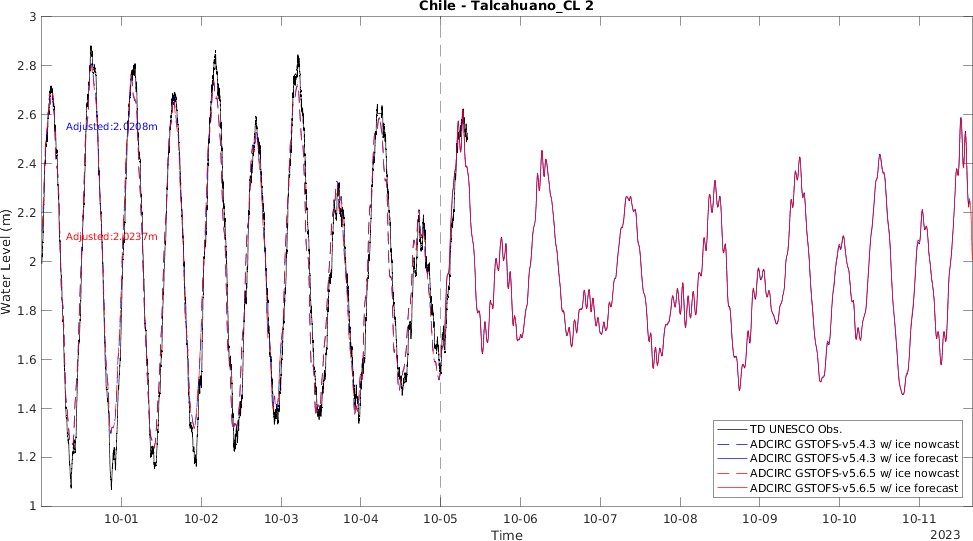 Chile - Talcahuano_CL 2
3
2.8
2.6
2.4
2.2
2
1.8
1.6
1.4
1.2
1
Water Level (m)
Adjusted:2.0208m
Adjusted:2.0237m
TD UNESCO Obs.
ADCIRC GSTOFS-v5.4.3 w/ ice nowcast
ADCIRC GSTOFS-v5.4.3 w/ ice forecast
ADCIRC GSTOFS-v5.6.5 w/ ice nowcast
ADCIRC GSTOFS-v5.6.5 w/ ice forecast
10-01 10-02 10-03 10-04 10-05 10-06 10-07 10-08 10-09 10-10 10-11
Time
2023